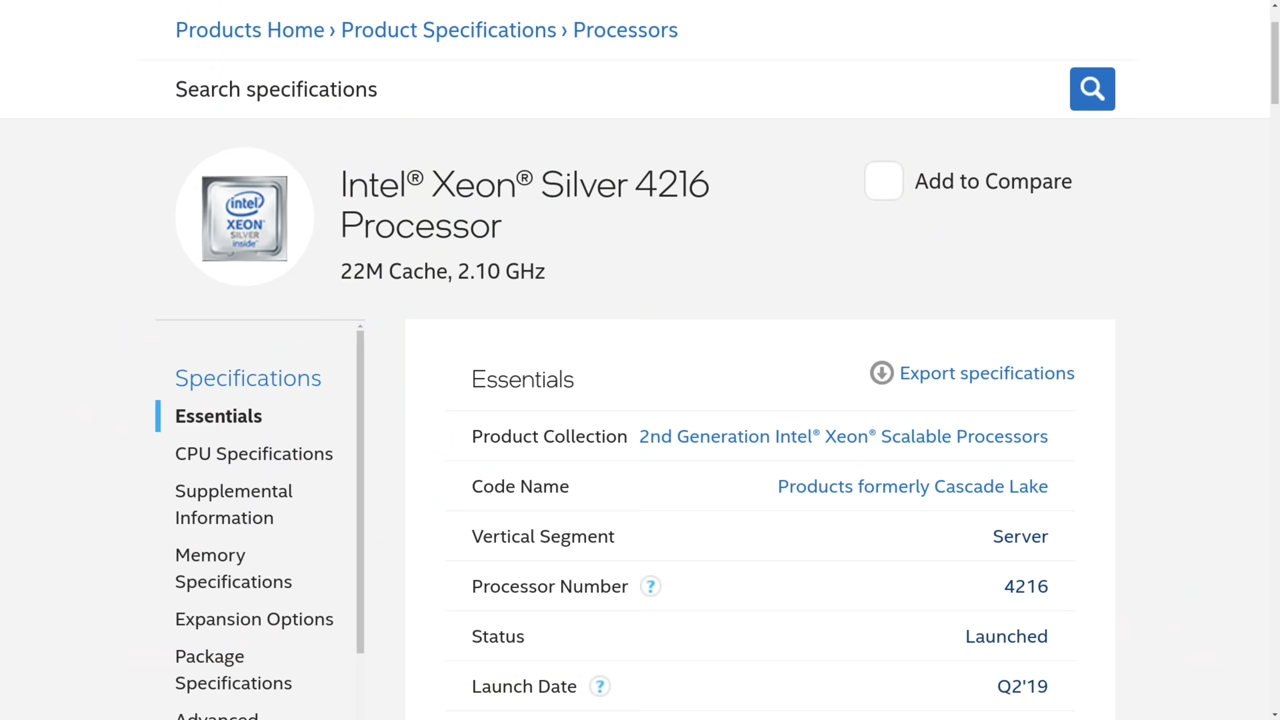 Products Home › Product Specifications › Processors
Search specifications
intel
XEON
SILVER
inside
Intel® Xeon® Silver 4216
Processor
22M Cache, 2.10 GHz
Add to Compare
Specifications
Essentials
CPU Specifications
Supplemental
Information
Memory
Specifications
Expansion Options
Package
Specifications
Advanced
Essentials
Export specifications
Product Collection 2nd Generation Intel® Xeon® Scalable Processors
Code Name Products formerly Cascade Lake
Vertical Segment Server
Processor Number ? 4216
Status Launched
Launch Date ? Q2'19